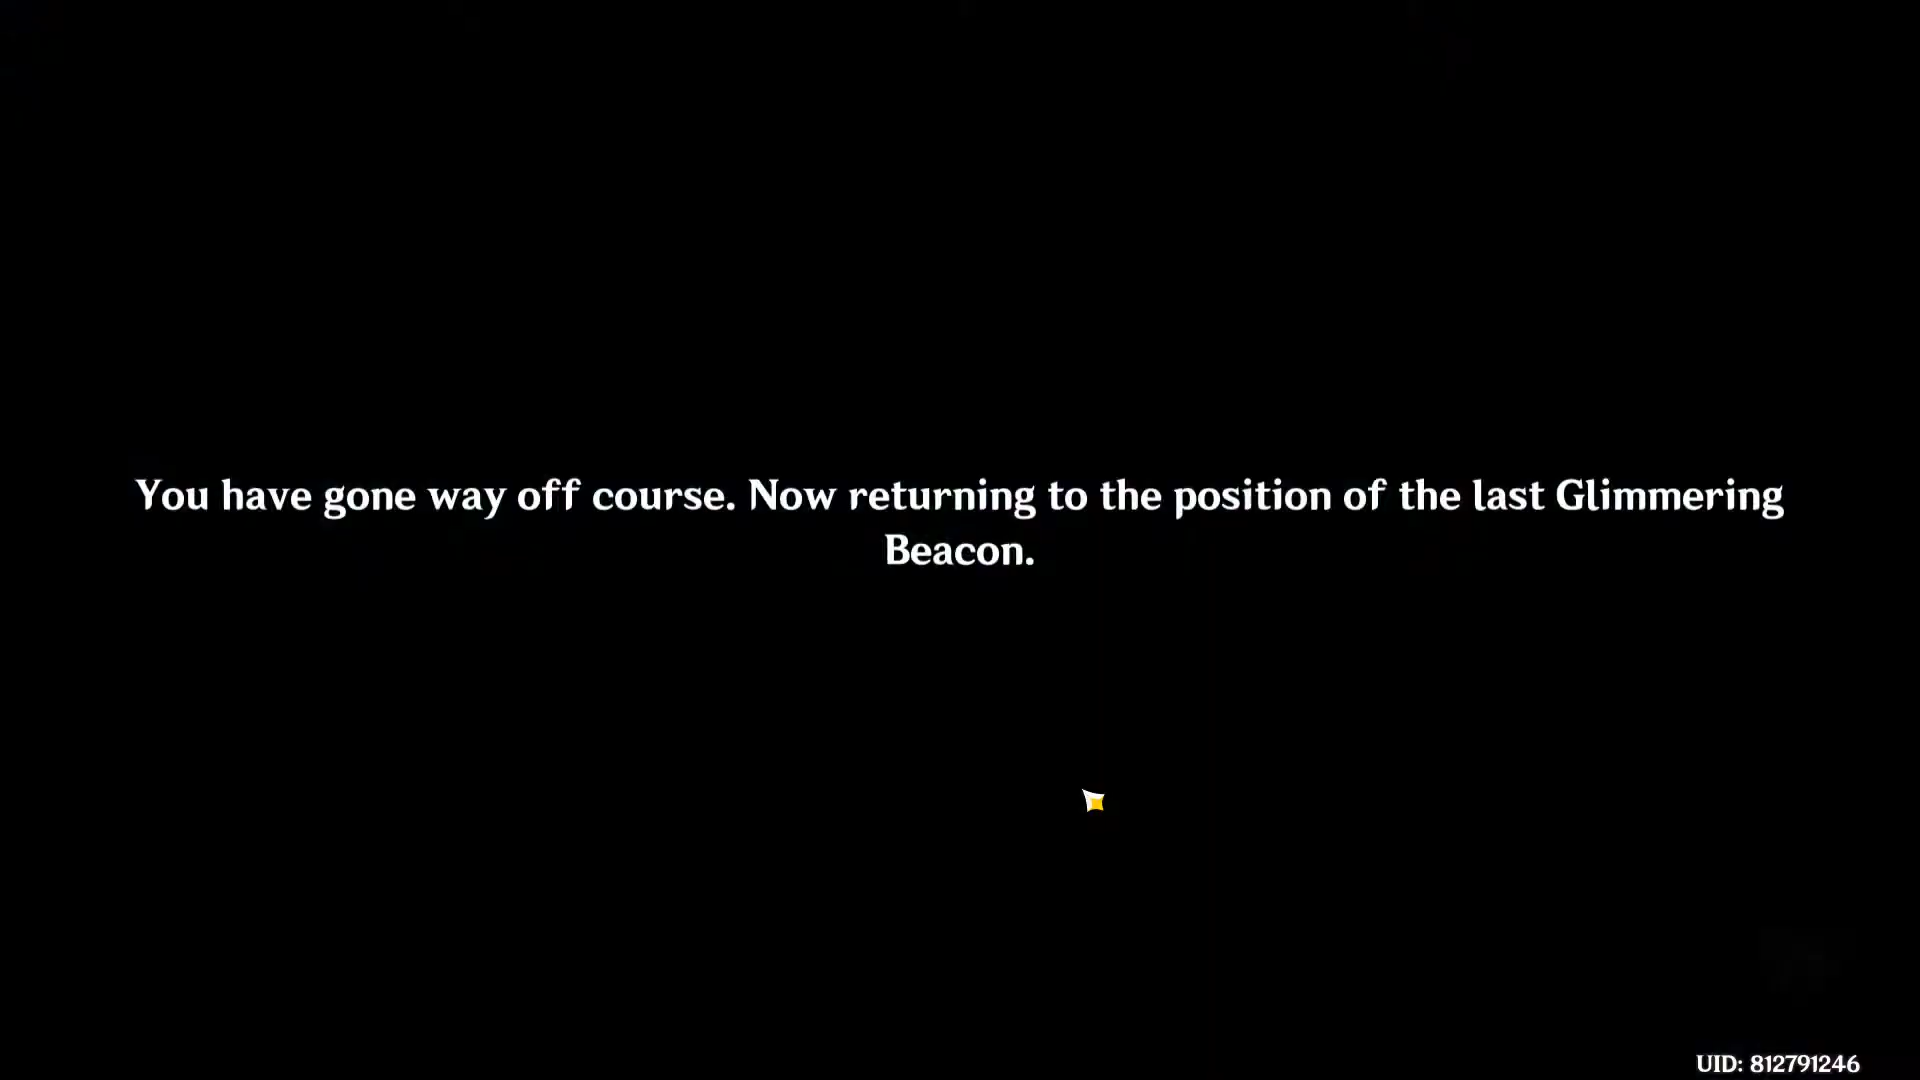 You have gone way off course. Now returning to the position of the last Glimmering
Beacon.
UID: 812791246